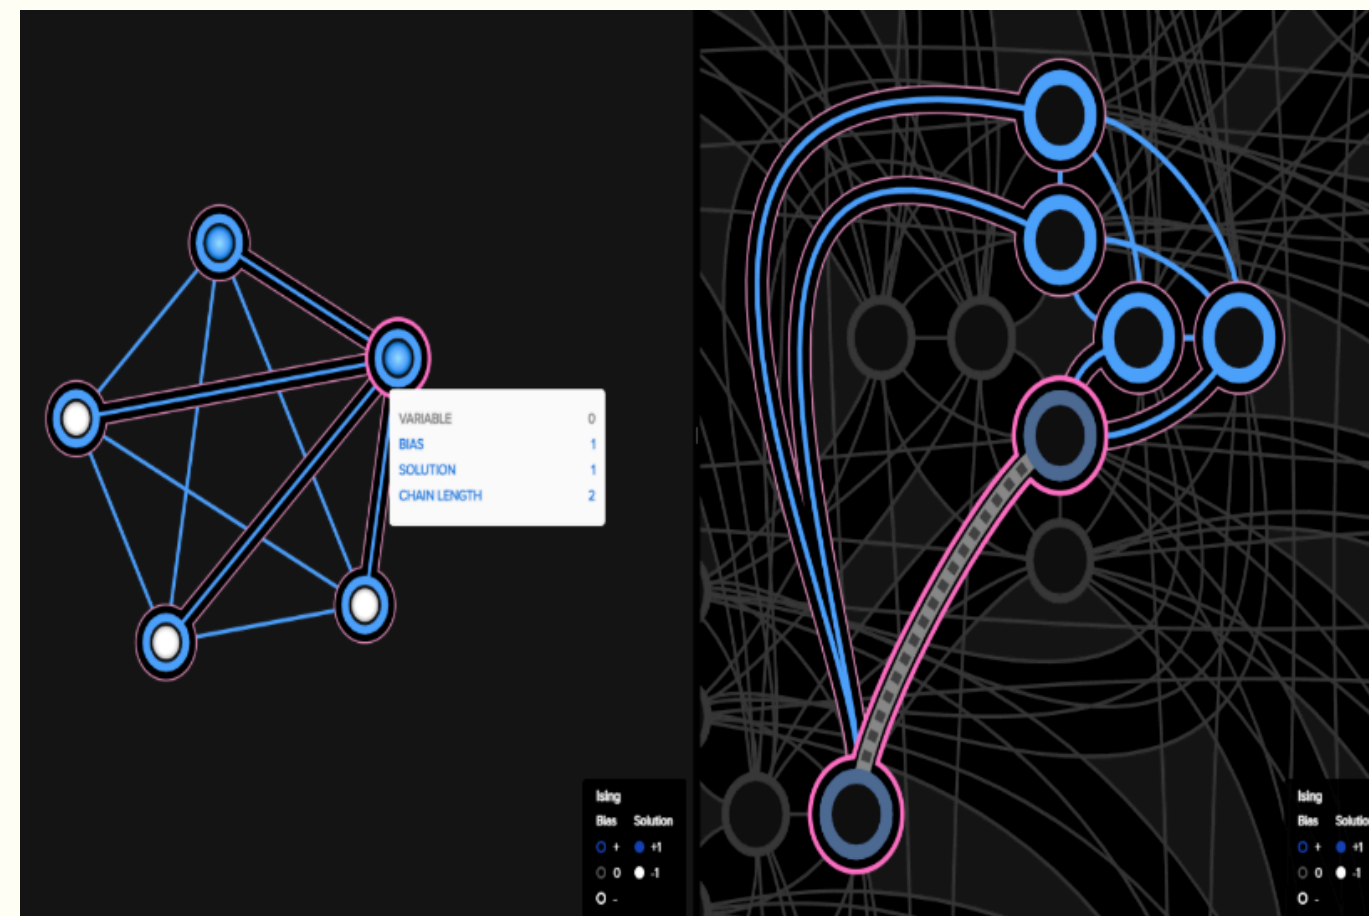 VARIABLE 0
BIAS 1
SOLUTION 1
CHAIN LENGTH 2
Ising
Bias Solution
+ +1
0 -1
-
Ising
Bias Solutio
+ +1
0 -1
-